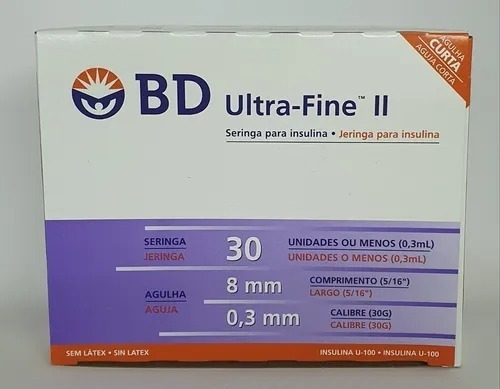 AGULHA
CURTA
AGUJA CORTA
BD Ultra-Fine™ II
Seringa para insulina • Jeringa para insulina
SERINGA
JERINGA
30
UNIDADES OU MENOS (0,3mL)
UNIDADES O MENOS (0,3mL)
AGULHA
AGUJA
8 mm
COMPRIMENTO (5/16")
LARGO (5/16")
0,3 mm
CALIBRE (30G)
CALIBRE (30G)
SEM LÁTEX • SIN LATEX
INSULINA U-100 • INSULINA U-100